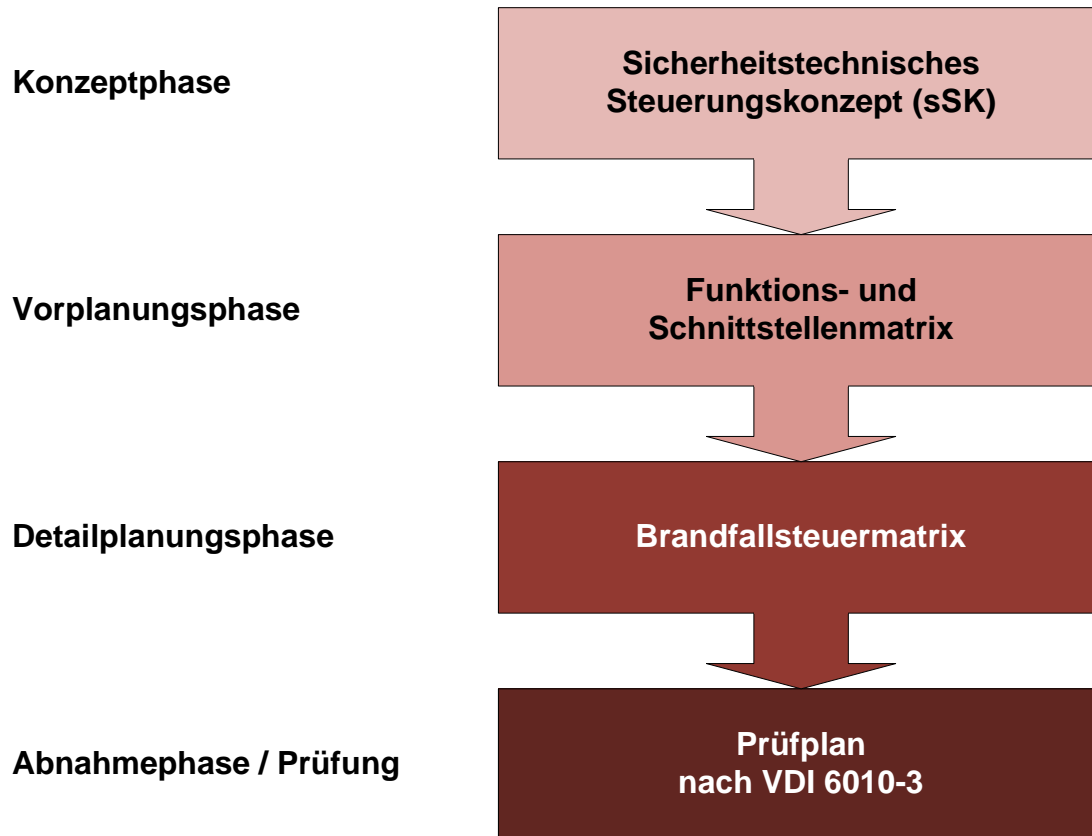 Konzeptphase
Sicherheitstechnisches
Steuerungskonzept (sSK)
Vorplanungsphase
Funktions- und
Schnittstellenmatrix
Detailplanungsphase
Brandfallsteuermatrix
Abnahmephase / Prüfung
Prüfplan
nach VDI 6010-3